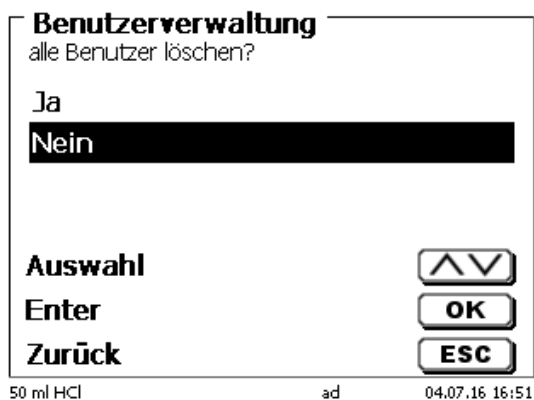 Benutzerverwaltung
alle Benutzer löschen?
Ja
Nein
Auswahl
Enter OK
Zurück ESC
50 ml HCl ad 04.07.16 16:51